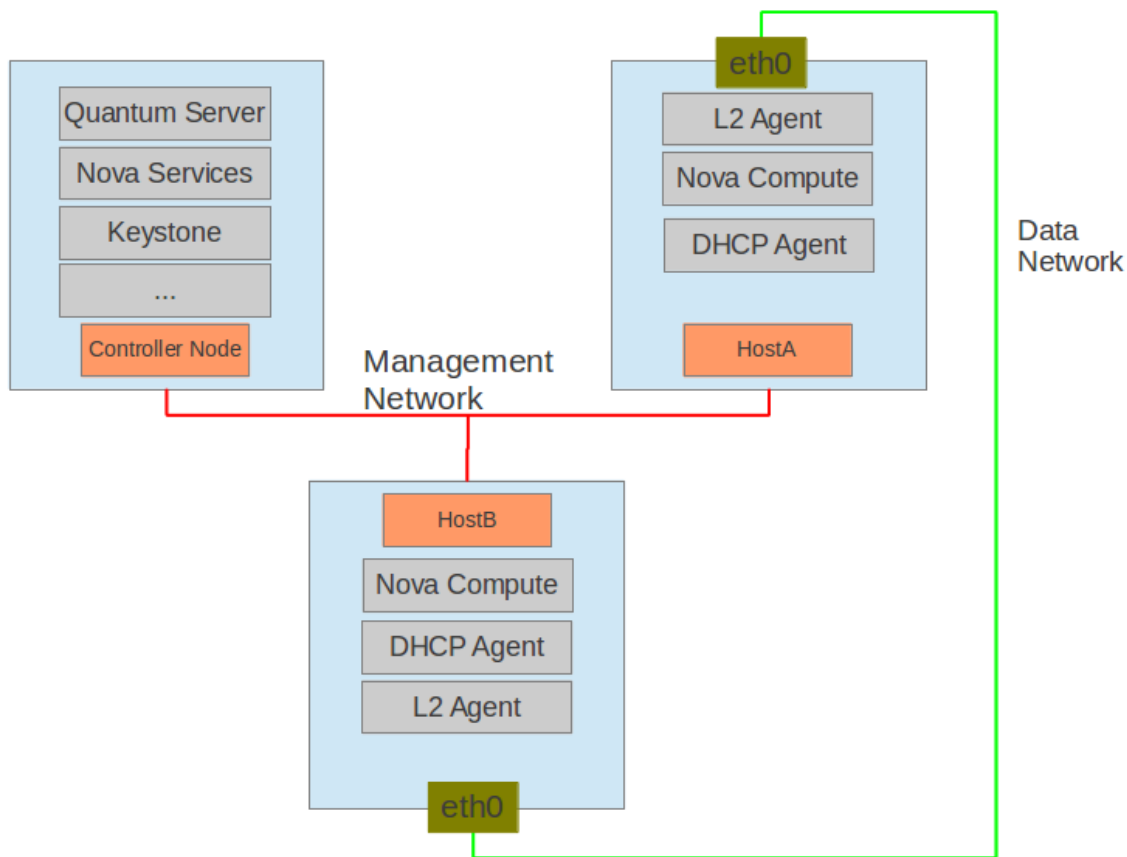 Quantum Server
Nova Services
Keystone
...
Controller Node
eth0
L2 Agent
Nova Compute
DHCP Agent
HostA
Data
Network
Management
Network
HostB
Nova Compute
DHCP Agent
L2 Agent
eth0